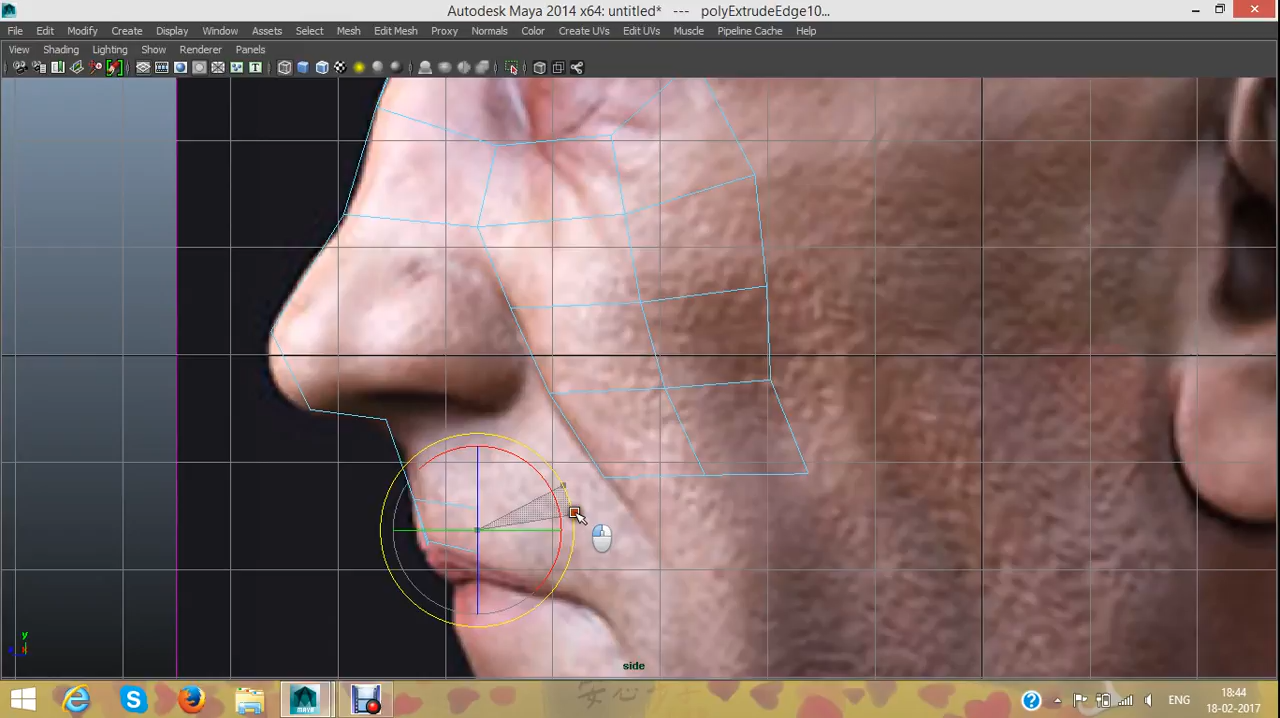 Autodesk Maya 2014 x64: untitled* --- polyExtrudeEdge10...
File Edit Modify Create Display Window Assets Select Mesh Edit Mesh Proxy Normals Color Create UVs Edit UVs Muscle Pipeline Cache Help
View Shading Lighting Show Renderer Panels
y
side
ENG
18:44
18-02-2017